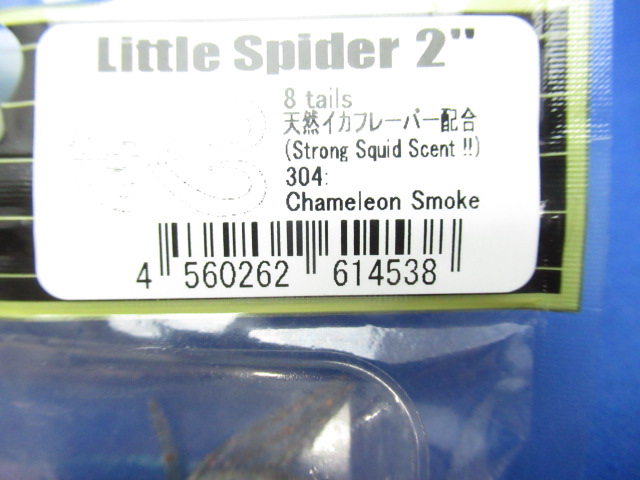 Little Spider 2"
8 tails
天然イカフレーバー配合
(Strong Squid Scent !!)
304:
Chameleon Smoke
4 560262 614538